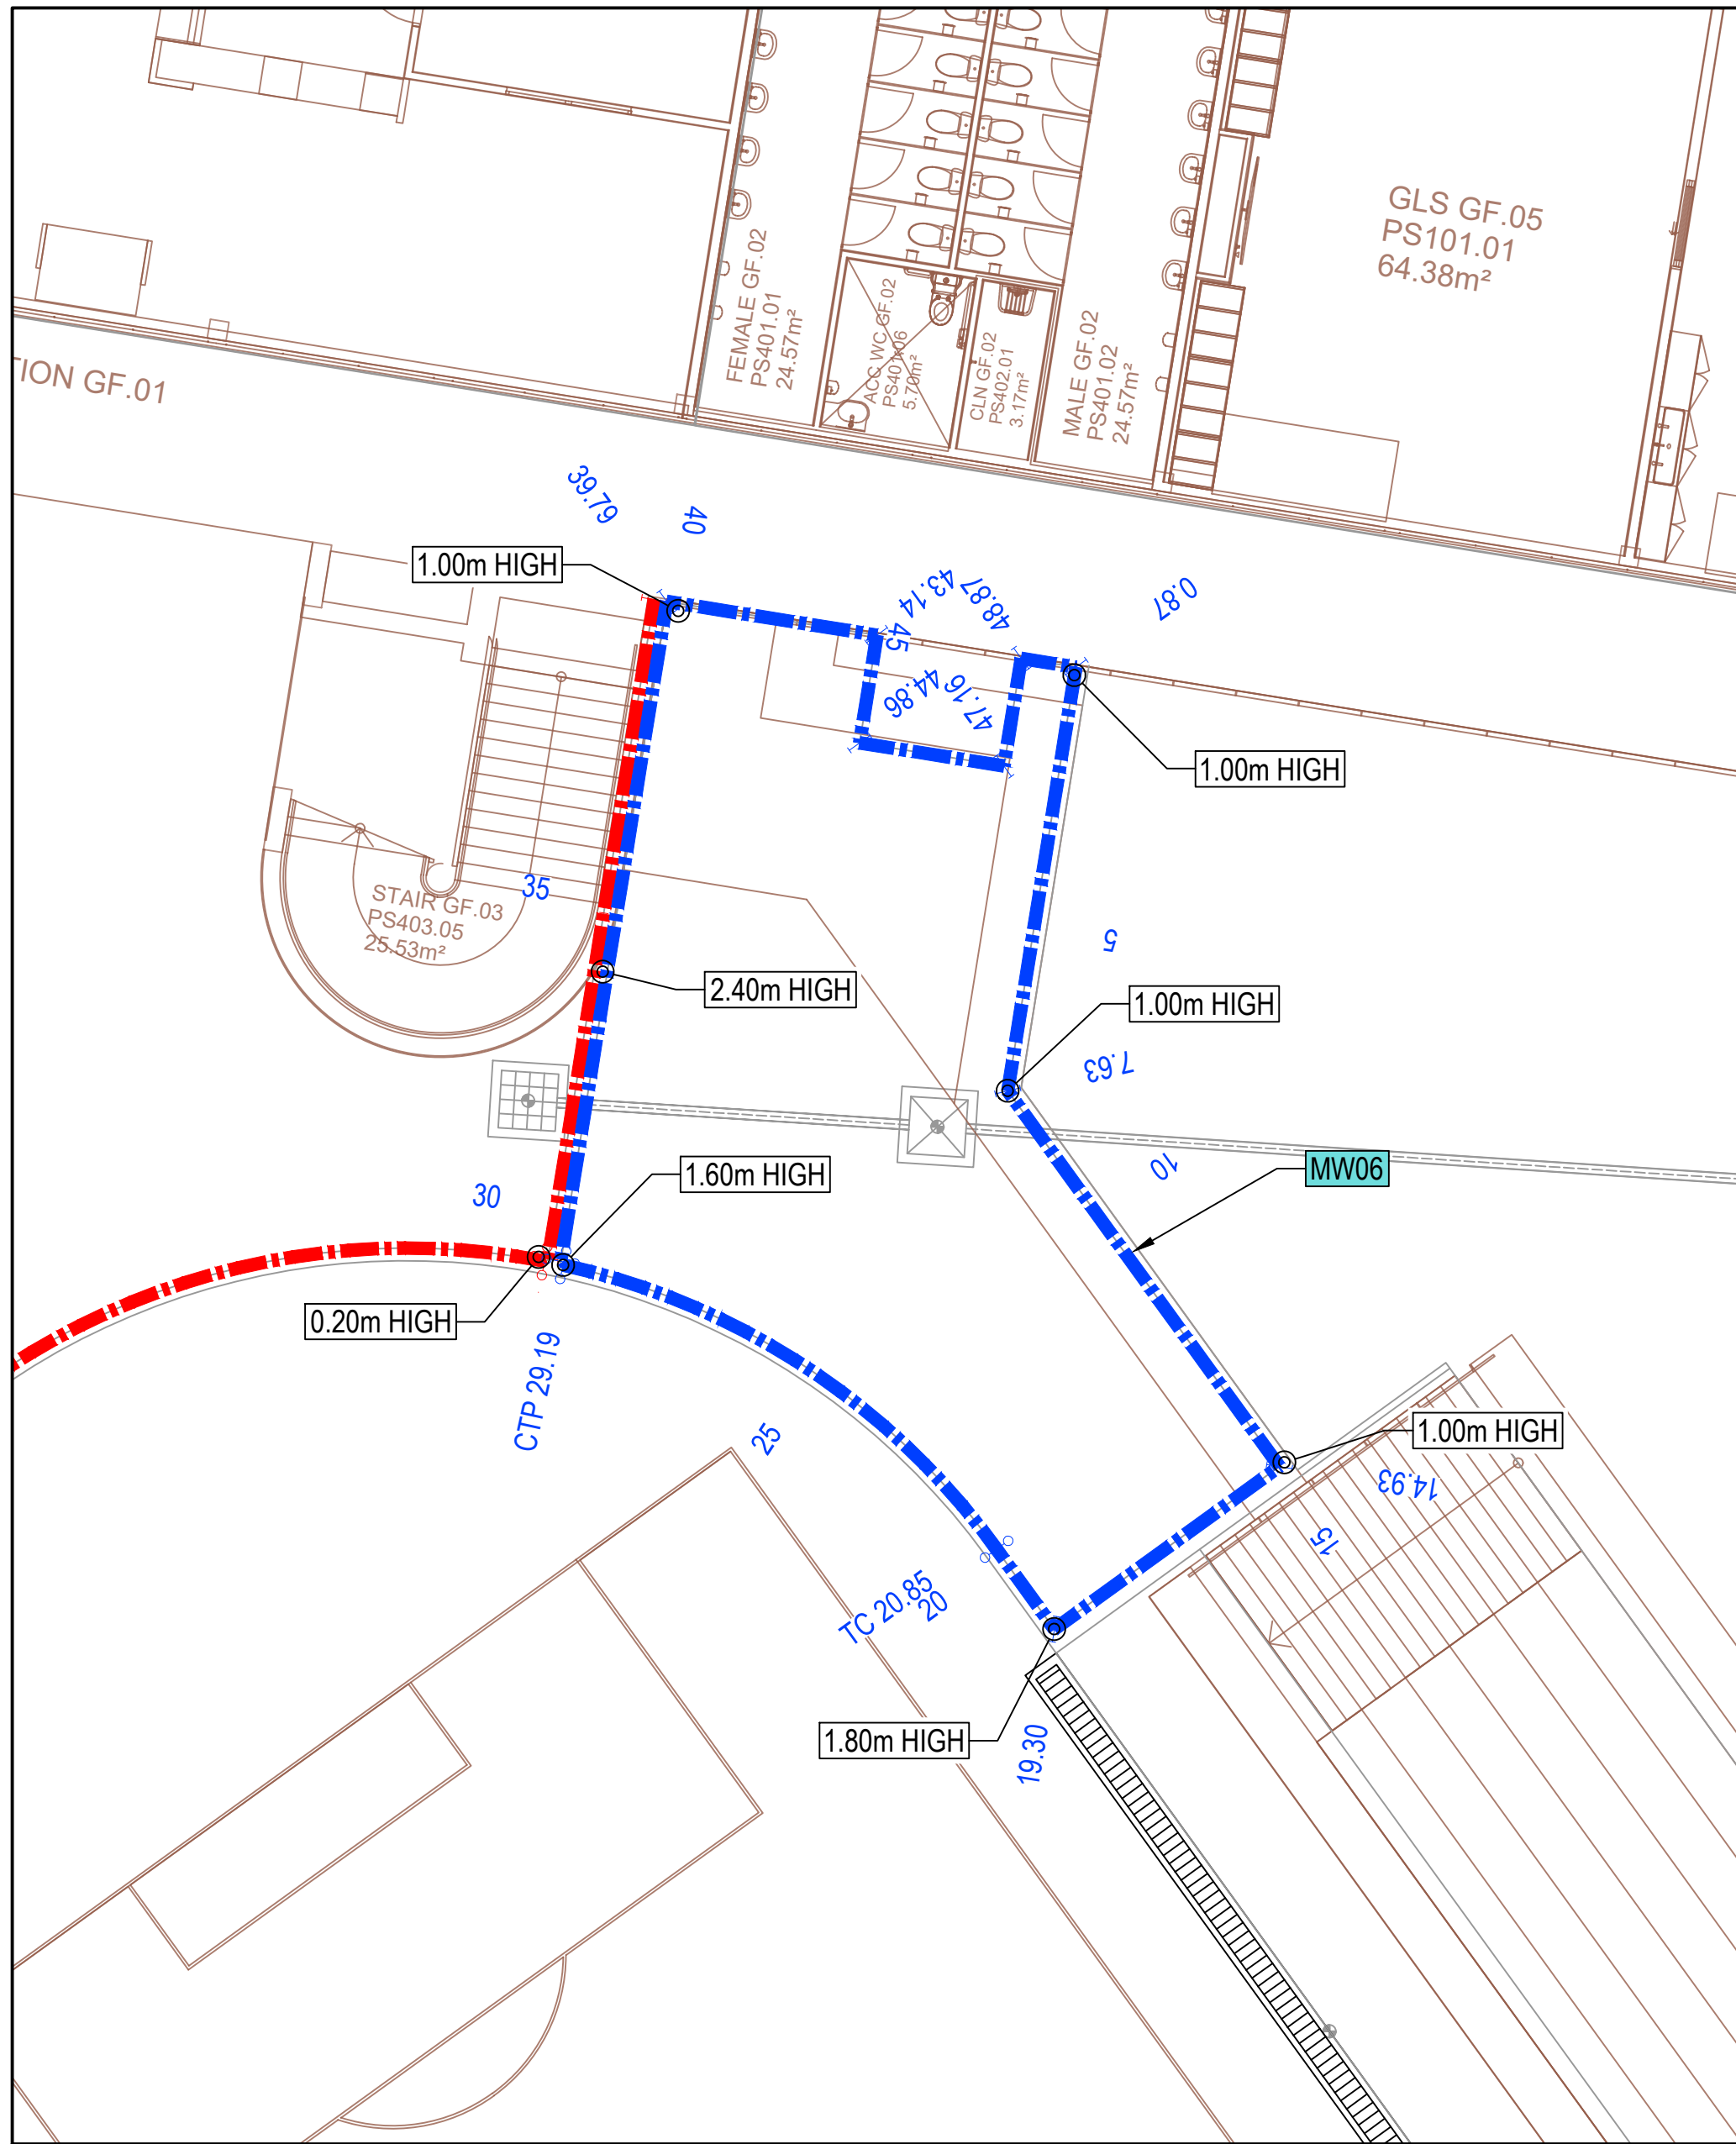 GLS GF.05
PS101.01
64.38m²
FEMALE GF.02
PS401.01
24.57m²
ACC WC GF.02
PS401.06
5.70m²
CLN GF.02
PS402.01
3.17m²
MALE GF.02
PS401.02
24.57m²
TION GF.01
39.79
40
1.00m HIGH
43.14
48.87
0.87
45
44.86
47.16
1.00m HIGH
35
STAIR GF.03
PS403.05
25.53m²
5
2.40m HIGH
1.00m HIGH
7.63
10
MW06
1.60m HIGH
30
0.20m HIGH
CTP 29.19
25
1.00m HIGH
14.93
15
TC 20.85
20
1.80m HIGH
19.30